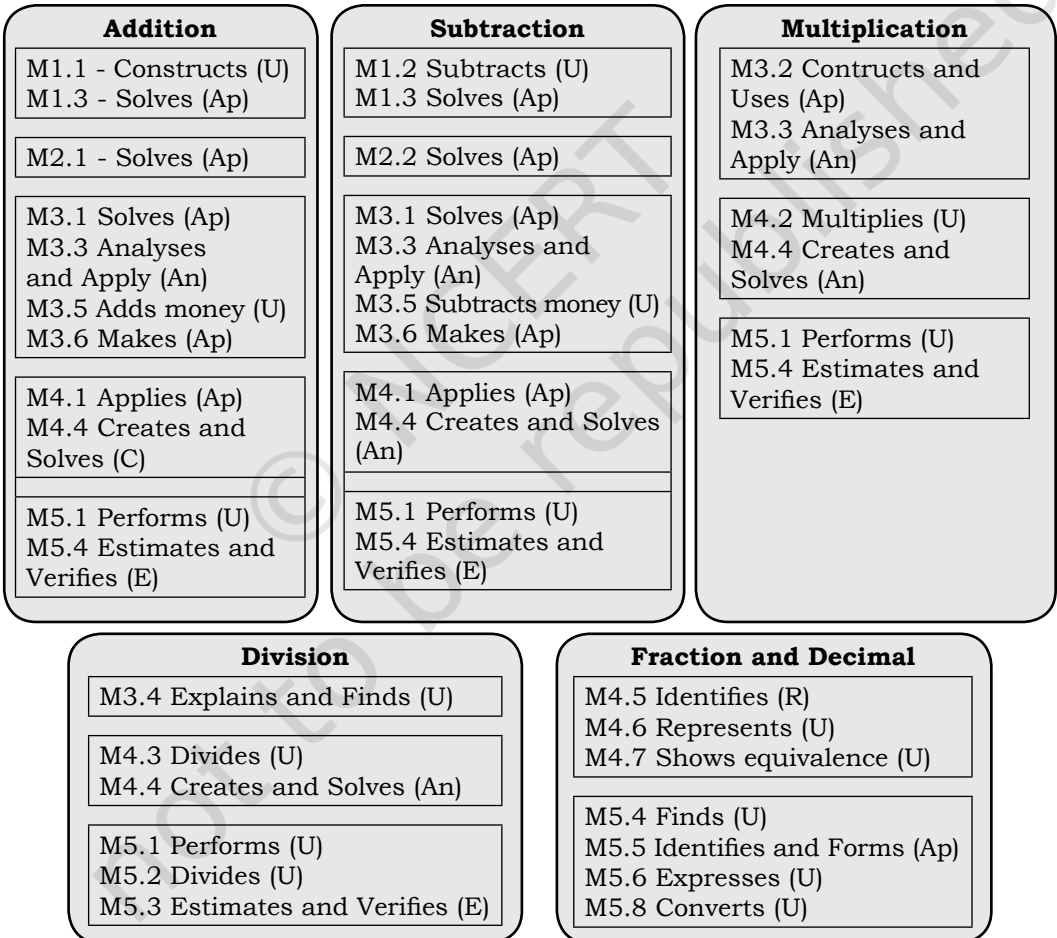 Addition
M1.1 - Constructs (U)
M1.3 - Solves (Ap)
M2.1 - Solves (Ap)
M3.1 Solves (Ap)
M3.3 Analyses
and Apply (An)
M3.5 Adds money (U)
M3.6 Makes (Ap)
M4.1 Applies (Ap)
M4.4 Creates and
Solves (C)
M5.1 Performs (U)
M5.4 Estimates and
Verifies (E)
Subtraction
M1.2 Subtracts (U)
M1.3 Solves (Ap)
M2.2 Solves (Ap)
M3.1 Solves (Ap)
M3.3 Analyses and
Apply (An)
M3.5 Subtracts money (U)
M3.6 Makes (Ap)
M4.1 Applies (Ap)
M4.4 Creates and Solves
(An)
M5.1 Performs (U)
M5.4 Estimates and
Verifies (E)
Multiplication
M3.2 Contructs and
Uses (Ap)
M3.3 Analyses and
Apply (An)
M4.2 Multiplies (U)
M4.4 Creates and
Solves (An)
M5.1 Performs (U)
M5.4 Estimates and
Verifies (E)
Division
M3.4 Explains and Finds (U)
M4.3 Divides (U)
M4.4 Creates and Solves (An)
M5.1 Performs (U)
M5.2 Divides (U)
M5.3 Estimates and Verifies (E)
Fraction and Decimal
M4.5 Identifies (R)
M4.6 Represents (U)
M4.7 Shows equivalence (U)
M5.4 Finds (U)
M5.5 Identifies and Forms (Ap)
M5.6 Expresses (U)
M5.8 Converts (U)
© NCERT
not to be republished